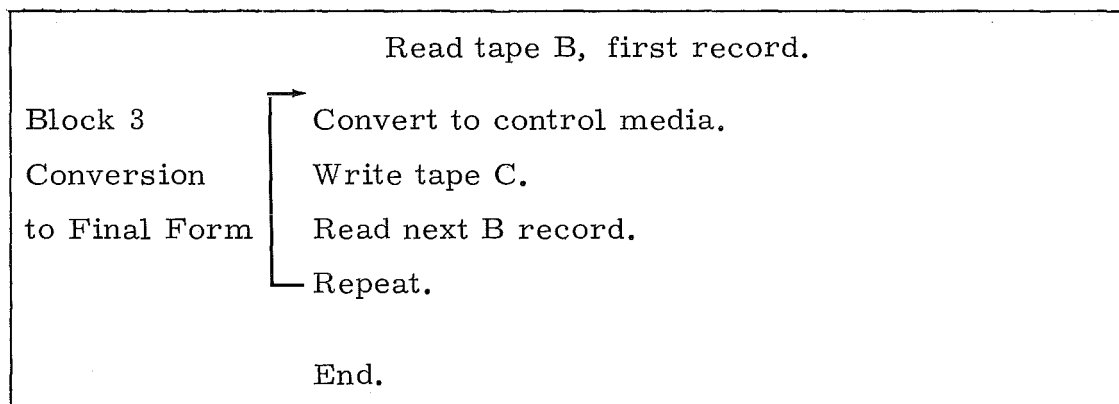 Read tape B, first record.
Block 3 Convert to control media.
Conversion Write tape C.
to Final Form Read next B record.
Repeat.
End.